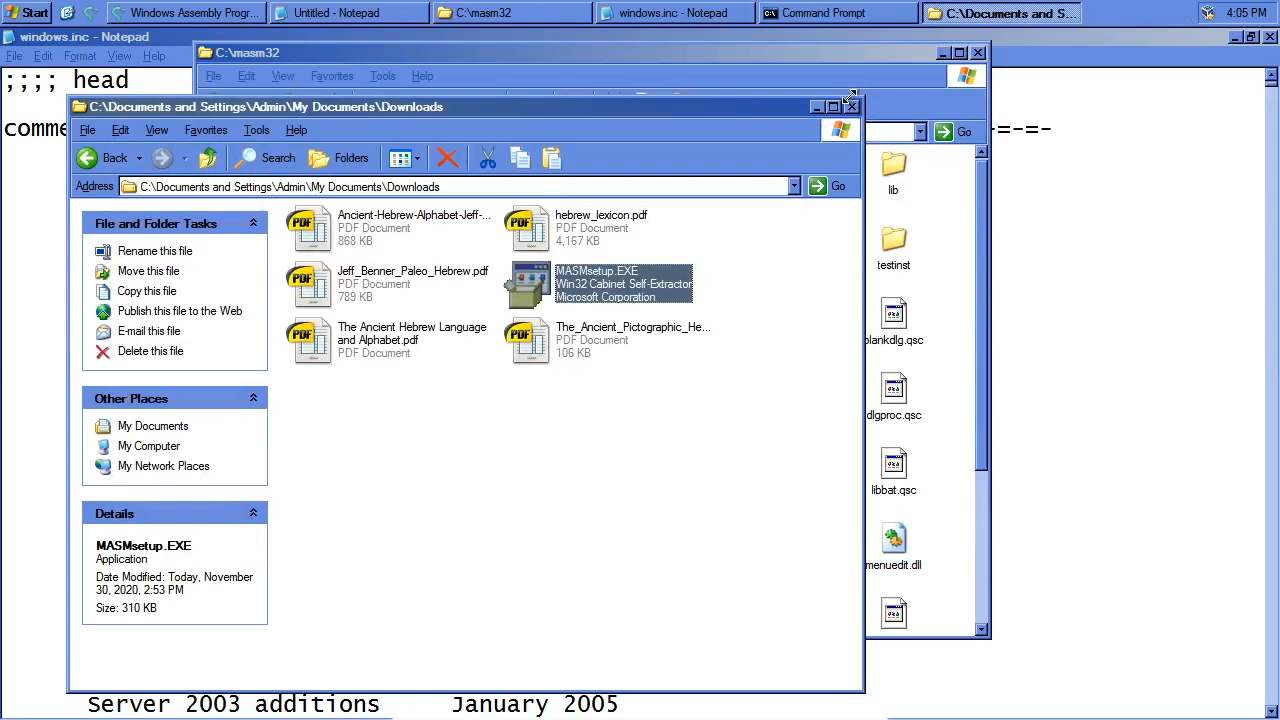 Start
Windows Assembly Progr...
Untitled - Notepad
C:\masm32
windows.inc - Notepad
Command Prompt
C:\Documents and S...
4:05 PM
windows.inc - Notepad
File Edit Format View Help
;;;; head
C:\masm32
File Edit View Favorites Tools Help
Go
=-=-
C:\Documents and Settings\Admin\My Documents\Downloads
File Edit View Favorites Tools Help
Back Search Folders
Address C:\Documents and Settings\Admin\My Documents\Downloads Go
File and Folder Tasks
Rename this file
Move this file
Copy this file
Publish this file to the Web
E-mail this file
Delete this file
Other Places
My Documents
My Computer
My Network Places
Details
MASMsetup.EXE
Application
Date Modified: Today, November
30, 2020, 2:53 PM
Size: 310 KB
Ancient-Hebrew-Alphabet-Jeff-...
PDF Document
868 KB
hebrew_lexicon.pdf
PDF Document
4,167 KB
Jeff_Benner_Paleo_Hebrew.pdf
PDF Document
789 KB
MASMsetup.EXE
Win32 Cabinet Self-Extractor
Microsoft Corporation
The Ancient Hebrew Language
and Alphabet.pdf
PDF Document
The_Ancient_Pictographic_He...
PDF Document
106 KB
lib
testinst
blankdlg.qsc
dlgproc.qsc
libbat.qsc
menuedit.dll
Server 2003 additions January 2005